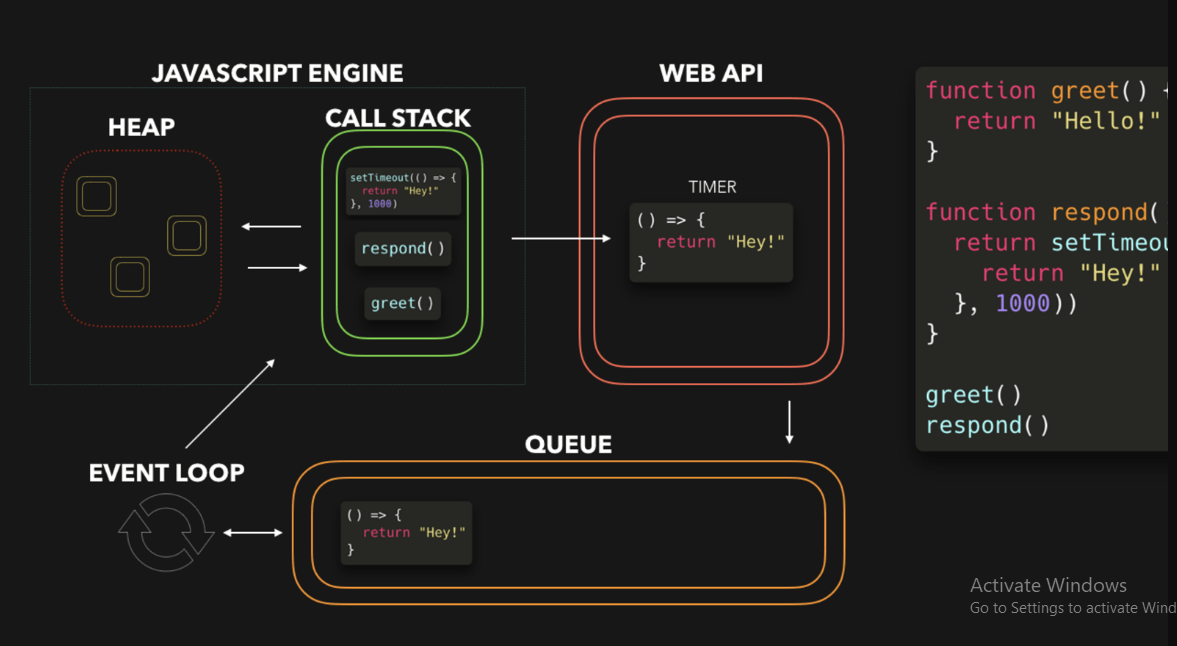 JAVASCRIPT ENGINE
HEAP
CALL STACK
setTimeout(() => {
return "Hey!"
}, 1000)
respond()
greet()
WEB API
TIMER
() => {
return "Hey!"
}
EVENT LOOP
QUEUE
() => {
return "Hey!"
}
function greet() {
return "Hello!"
}
function respond(
return setTimeou
return "Hey!"
}, 1000))
}
greet()
respond()
Activate Windows
Go to Settings to activate Wind